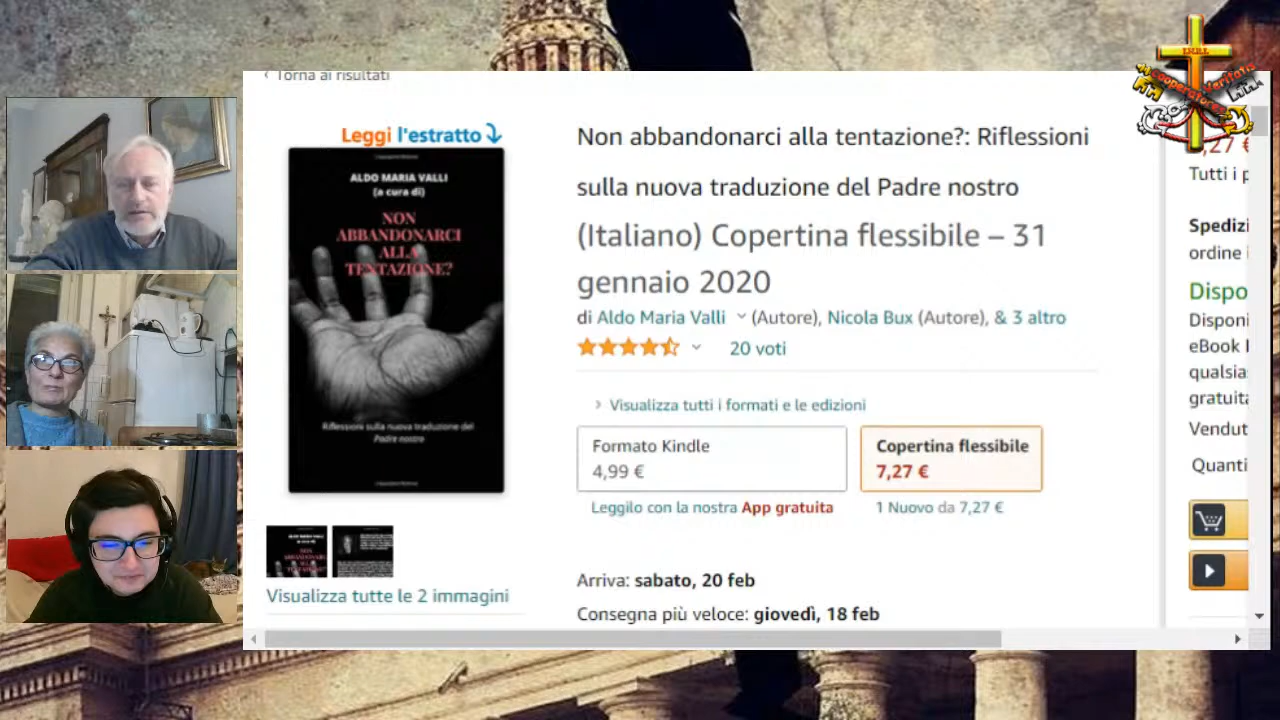 I.N.R.I.
Cooperatores Veritatis
‹ Torna ai risultati
Leggi l'estratto
ALDO MARIA VALLI
(a cura di)
NON
ABBANDONARCI
ALLA
TENTAZIONE?
Riflessioni sulla nuova traduzione del
Padre nostro
Visualizza tutte le 2 immagini
Non abbandonarci alla tentazione?: Riflessioni
sulla nuova traduzione del Padre nostro
(Italiano) Copertina flessibile – 31
gennaio 2020
di Aldo Maria Valli (Autore), Nicola Bux (Autore), & 3 altro
20 voti
Visualizza tutti i formati e le edizioni
Formato Kindle
4,99 €
Leggilo con la nostra App gratuita
Copertina flessibile
7,27 €
1 Nuovo da 7,27 €
Arriva: sabato, 20 feb
Consegna più veloce: giovedì, 18 feb
,27 €
Tutti i p
Spedizi
ordine i
Dispo
Disponi
eBook
qualsia
gratuita
Vendut
Quanti